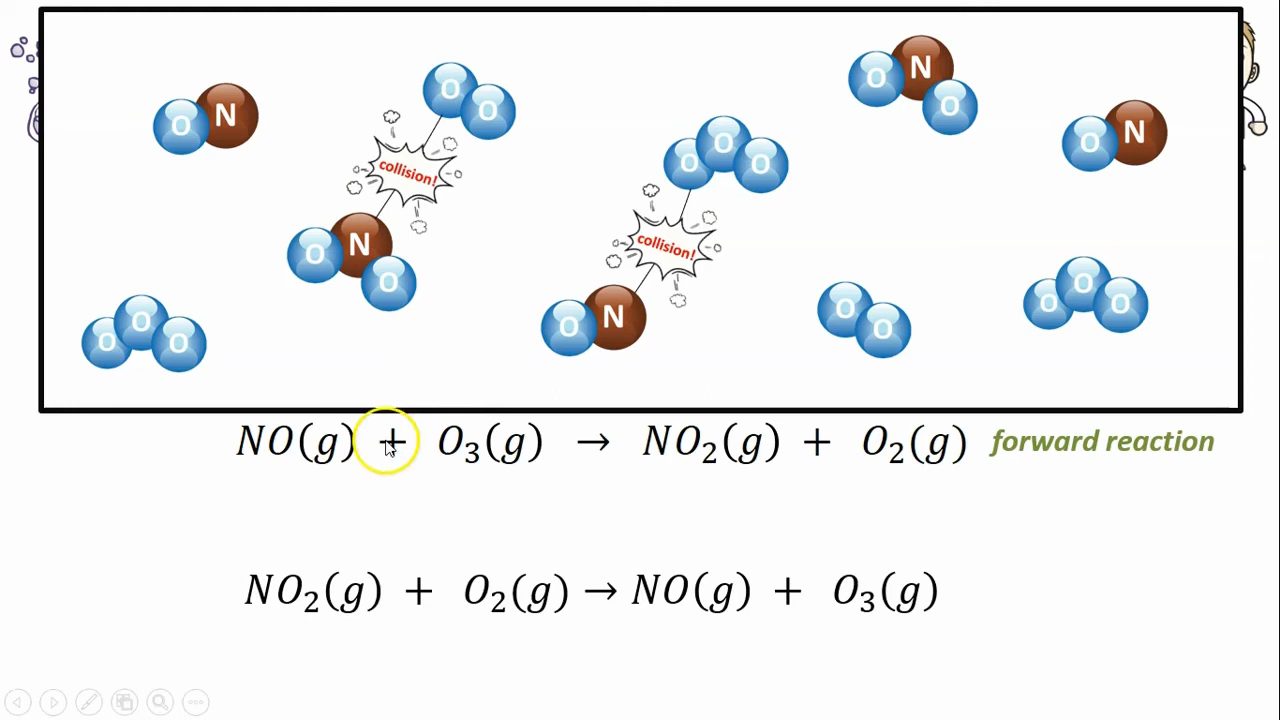 O N
O O
collision!
O N O
O O O
collision!
O N
O N O
O N
O O O
O O
O O O
NO(g) + O₃(g) → NO₂(g) + O₂(g) forward reaction
NO₂(g) + O₂(g) → NO(g) + O₃(g)